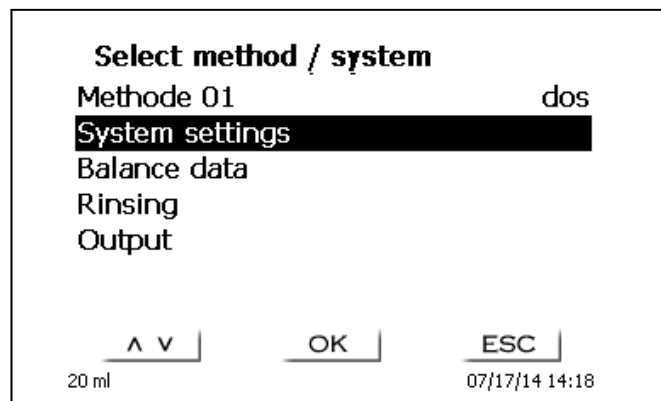 Select method / system
Methode 01 dos
System settings
Balance data
Rinsing
Output
∧ ∨ OK ESC
20 ml 07/17/14 14:18